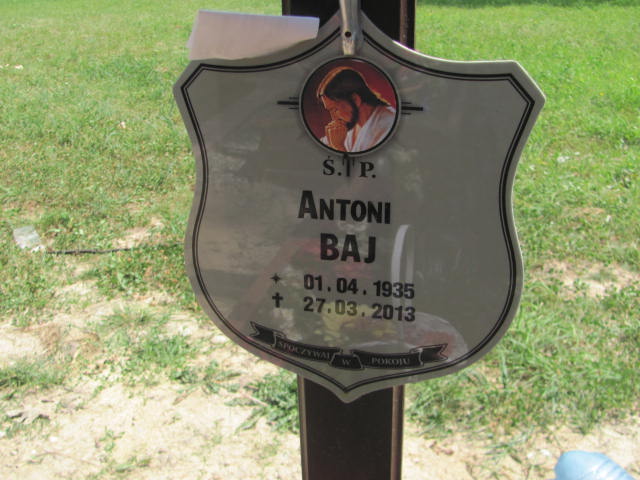 Ś. P.
ANTONI
BAJ
01.04.1935
27.03.2013
SPOCZYWAJ W POKOJU